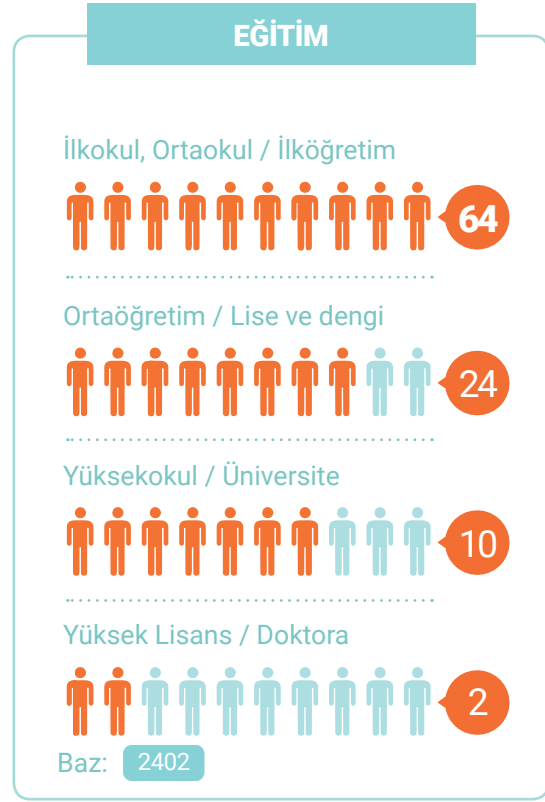 EĞİTİM
İlkokul, Ortaokul / İlköğretim
64
Ortaöğretim / Lise ve dengi
24
Yüksekokul / Üniversite
10
Yüksek Lisans / Doktora
2
Baz: 2402